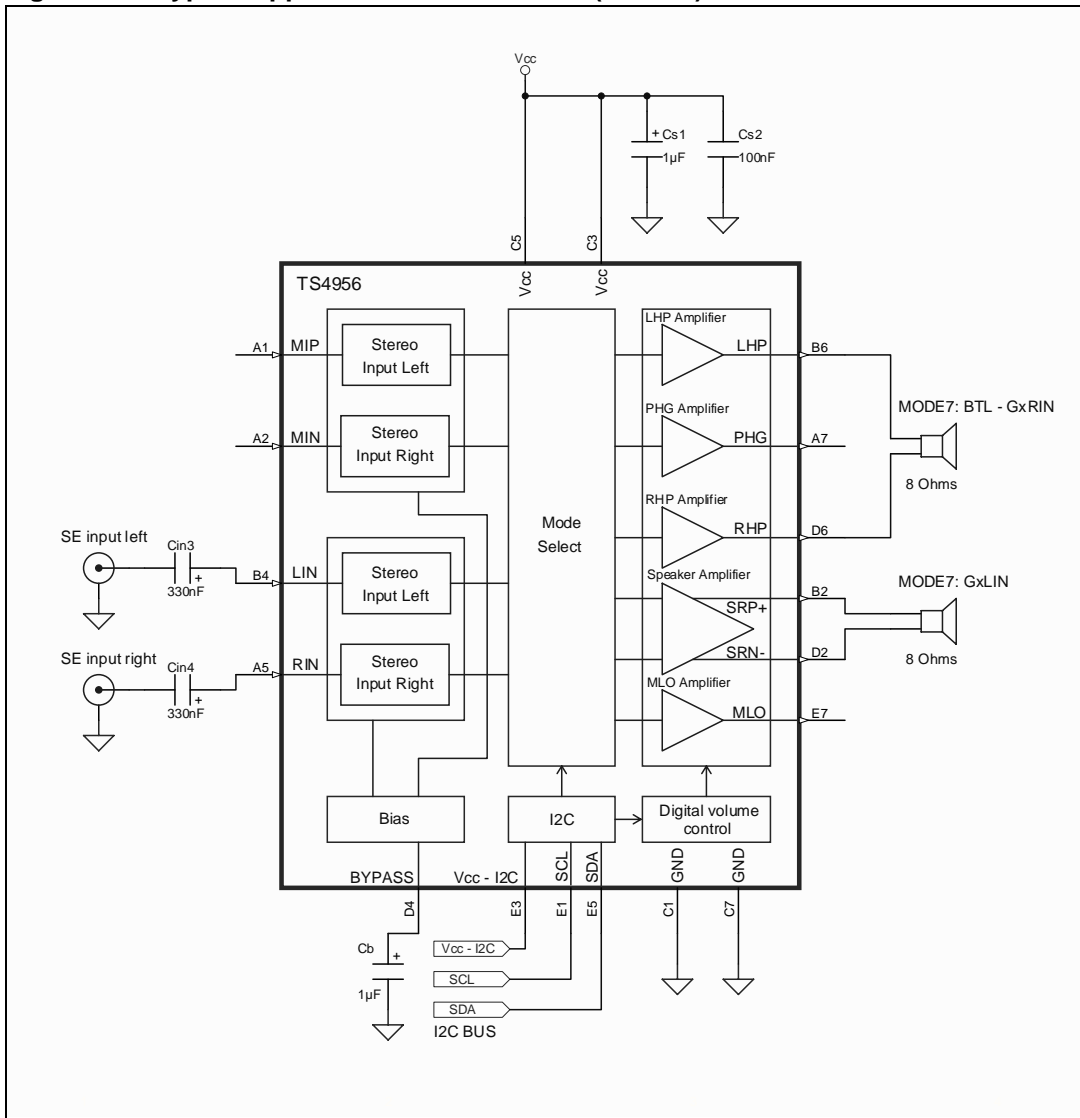 Vcc
+ Cs1
1µF
Cs2
100nF
C5
C3
Vcc
Vcc
TS4956
A1
MIP
Stereo
Input Left
A2
MIN
Stereo
Input Right
SE input left
Cin3
+
330nF
B4
LIN
Stereo
Input Left
SE input right
Cin4
+
330nF
A5
RIN
Stereo
Input Right
Mode
Select
LHP Amplifier
LHP
B6
PHG Amplifier
PHG
A7
RHP Amplifier
RHP
D6
Speaker Amplifier
SRP+
B2
SRN-
D2
MLO Amplifier
MLO
E7
MODE7: BTL - GxRIN
8 Ohms
MODE7: GxLIN
8 Ohms
Bias
I2C
Digital volume
control
BYPASS
Vcc - I2C
SCL
SDA
GND
GND
D4
E3
E1
E5
C1
C7
Cb
+
1µF
Vcc - I2C
SCL
SDA
I2C BUS